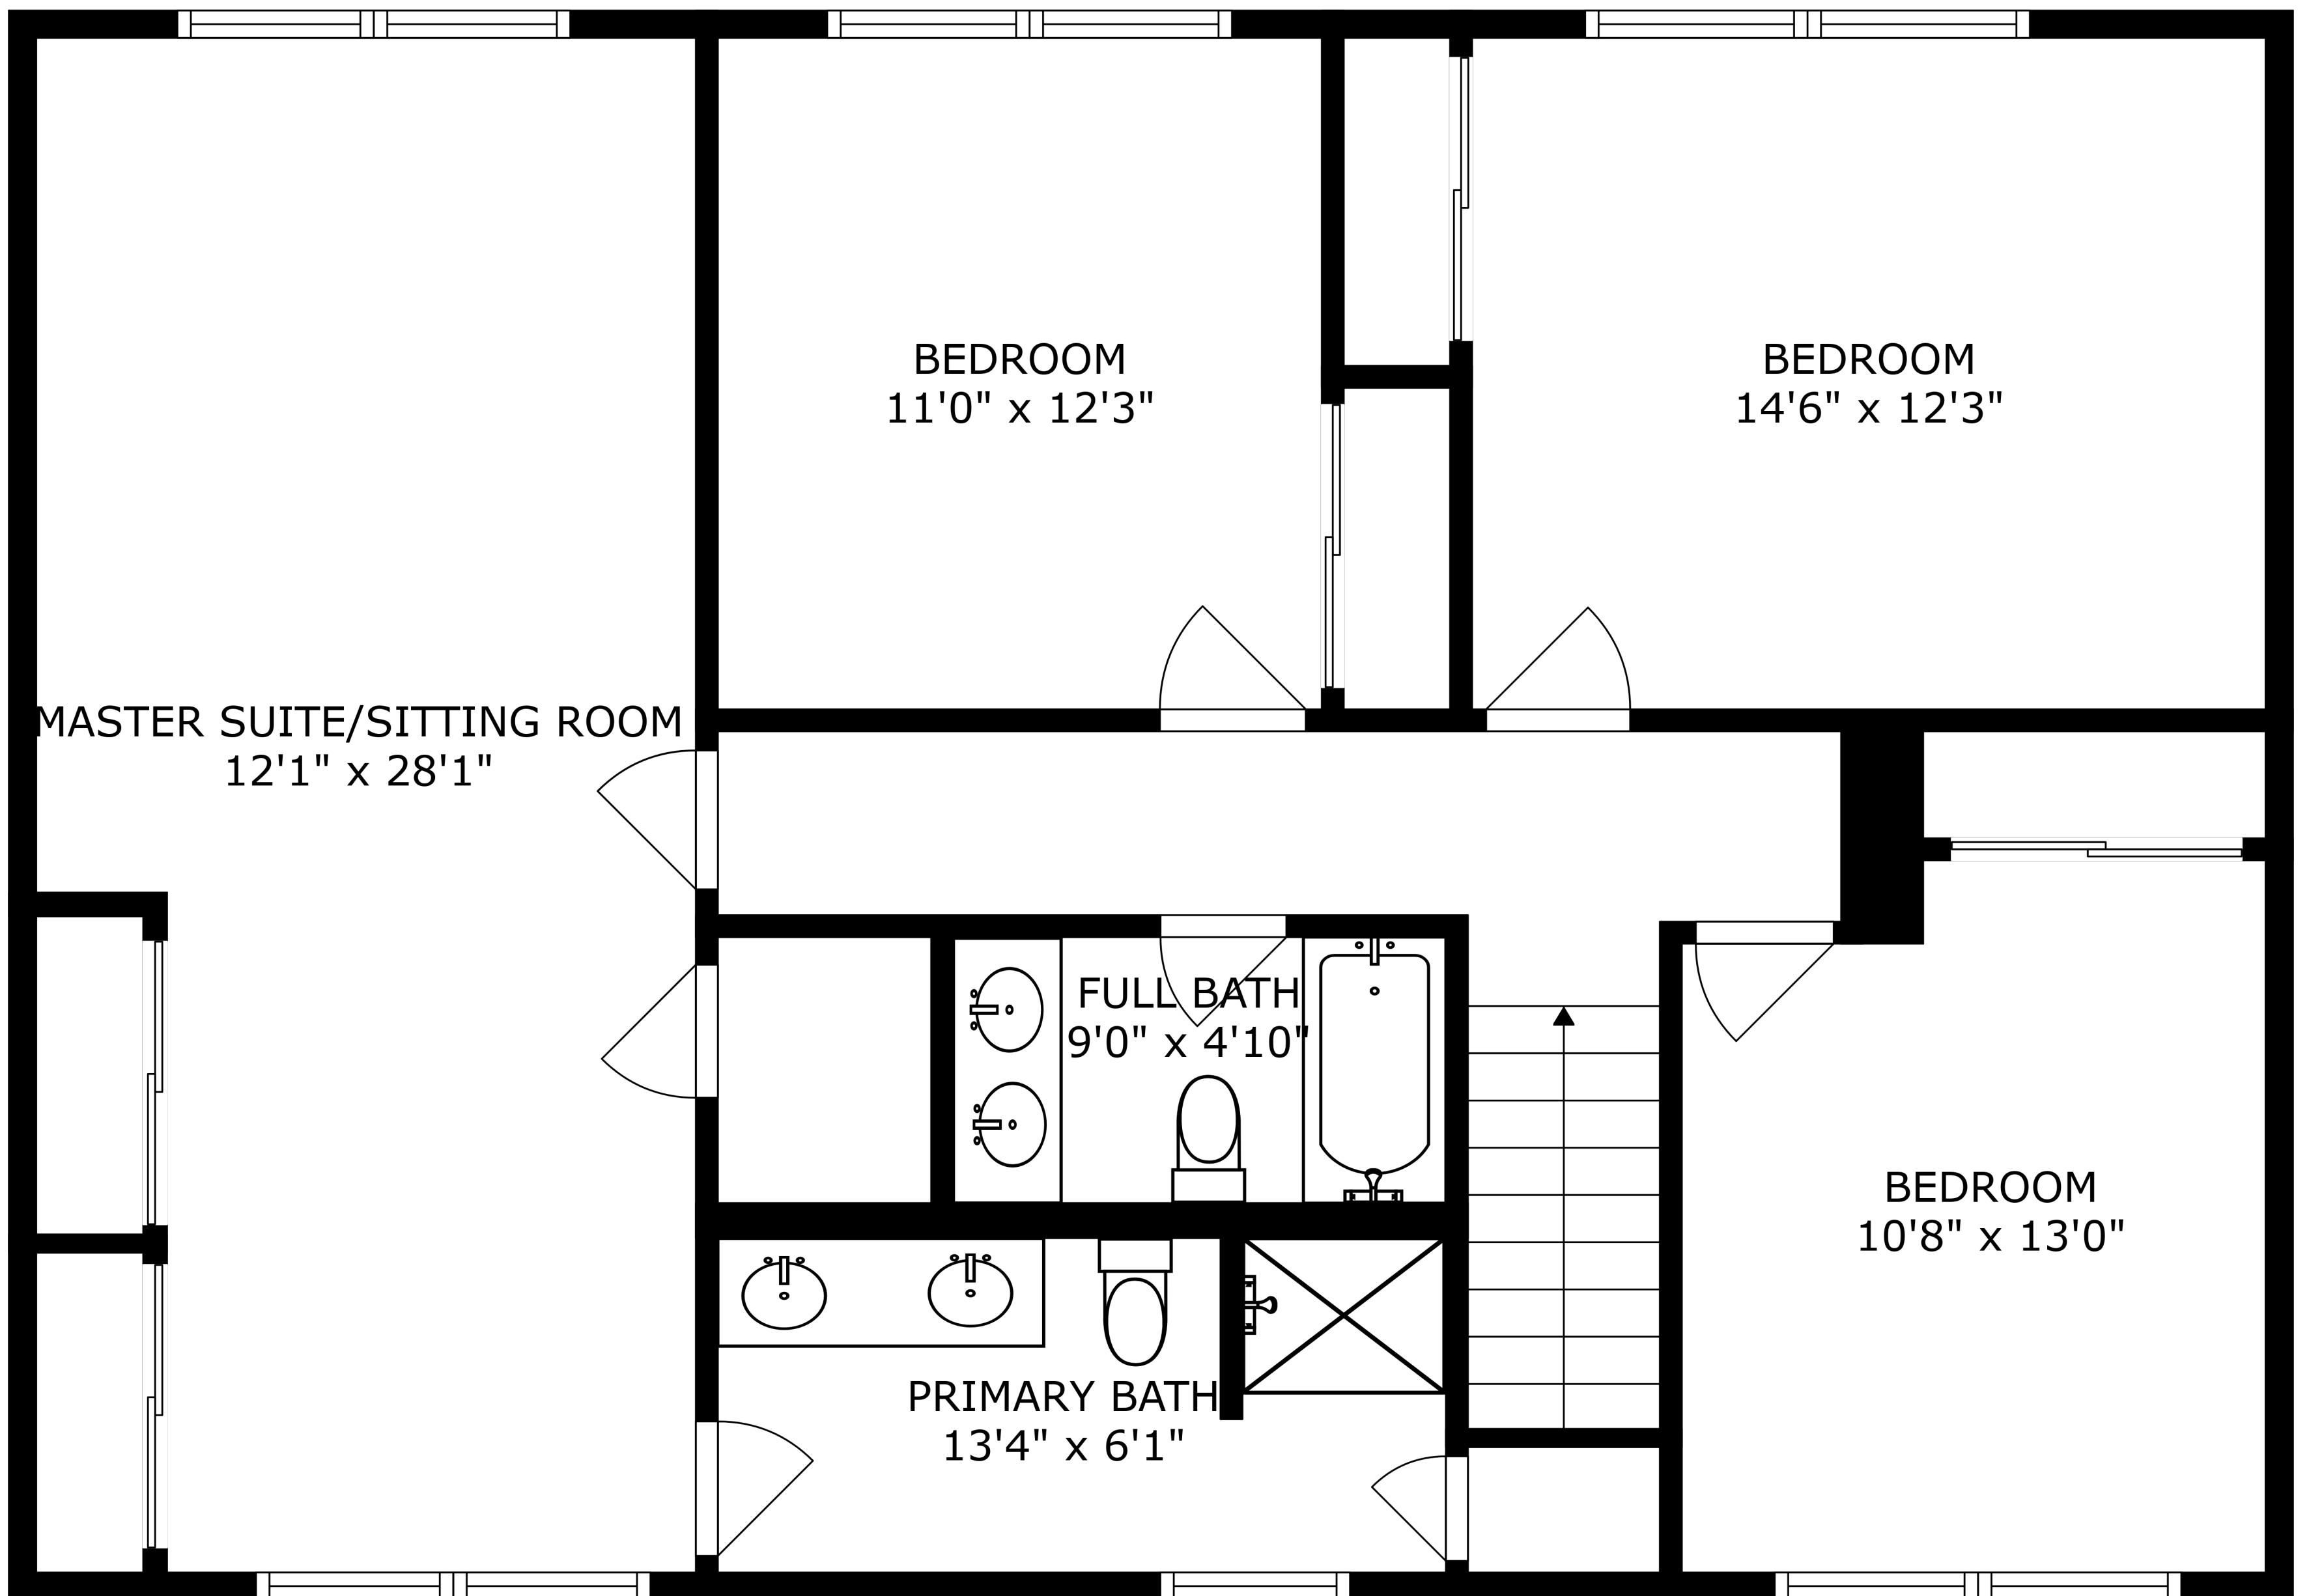 BEDROOM
11'0" x 12'3"
BEDROOM
14'6" x 12'3"
MASTER SUITE/SITTING ROOM
12'1" x 28'1"
FULL BATH
9'0" x 4'10"
BEDROOM
10'8" x 13'0"
PRIMARY BATH
13'4" x 6'1"